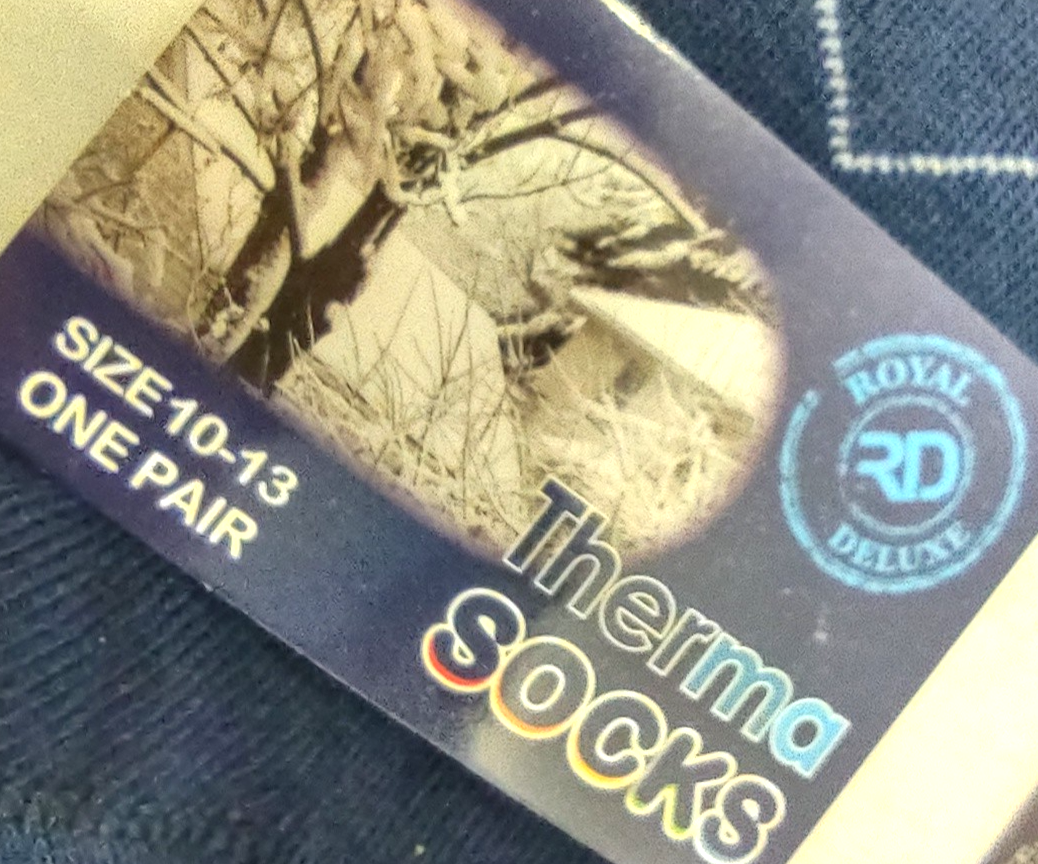 SIZE 10-13
ONE PAIR
Therma
SOCKS
ROYAL
RD
DELUXE